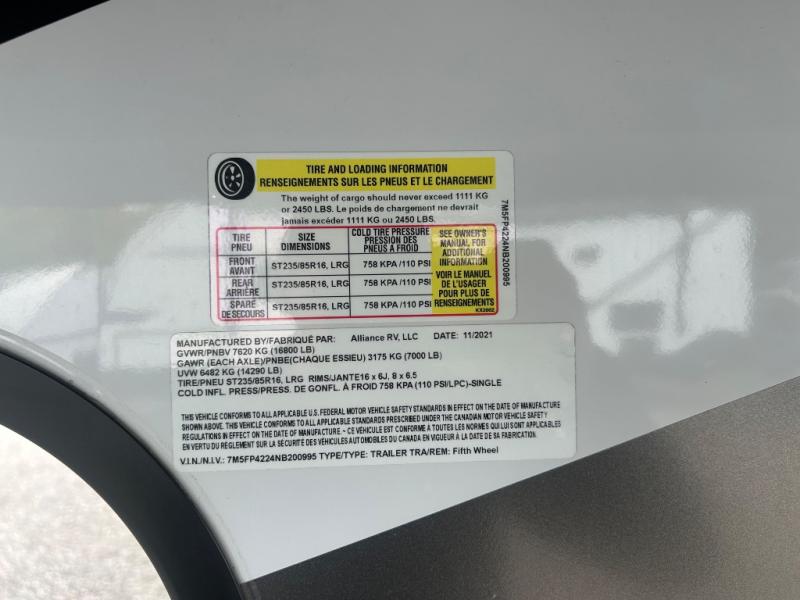 TIRE AND LOADING INFORMATION
RENSEIGNEMENTS SUR LES PNEUS ET LE CHARGEMENT
The weight of cargo should never exceed 1111 KG
or 2450 LBS. Le poids de chargement ne devrait
jamais excéder 1111 KG ou 2450 LBS.
TIRE
PNEU
SIZE
DIMENSIONS
COLD TIRE PRESSURE
PRESSION DES
PNEUS A FROID
SEE OWNER'S
MANUAL FOR
ADDITIONAL
INFORMATION
VOIR LE MANUEL
DE L'USAGER
POUR PLUS DE
RENSEIGNEMENTS
FRONT
AVANT
ST235/85R16, LRG
758 KPA /110 PSI
REAR
ARRIÈRE
ST235/85R16, LRG
758 KPA /110 PSI
SPARE
DE SECOURS
ST235/85R16, LRG
758 KPA /110 PSI
7M5FP4224NB200995
MANUFACTURED BY/FABRIQUÉ PAR: Alliance RV, LLC DATE: 11/2021
GVWR/PNBV 7620 KG (16800 LB)
GAWR (EACH AXLE)/PNBE(CHAQUE ESSIEU) 3175 KG (7000 LB)
UVW 6482 KG (14290 LB)
TIRE/PNEU ST235/85R16, LRG RIMS/JANTE16 x 6J, 8 x 6.5
COLD INFL. PRESS/PRESS. DE GONFL. À FROID 758 KPA (110 PSI/LPC)-SINGLE
THIS VEHICLE CONFORMS TO ALL APPLICABLE U.S. FEDERAL MOTOR VEHICLE SAFETY STANDARDS IN EFFECT ON THE DATE OF MANUFACTURE
SHOWN ABOVE. THIS VEHICLE CONFORMS TO ALL APPLICABLE STANDARDS PRESCRIBED UNDER THE CANADIAN MOTOR VEHICLE SAFETY
REGULATIONS IN EFFECT ON THE DATE OF MANUFACTURE. - CE VÉHICULE EST CONFORME À TOUTES LES NORMES QUI LUI SONT APPLICABLES
EN VERTU DU RÈGLEMENT SUR LA SÉCURITÉ DES VÉHICULES AUTOMOBILES DU CANADA EN VIGUEUR À LA DATE DE SA FABRICATION.
V.I.N./N.I.V.: 7M5FP4224NB200995 TYPE/TYPE: TRAILER TRA/REM: Fifth Wheel